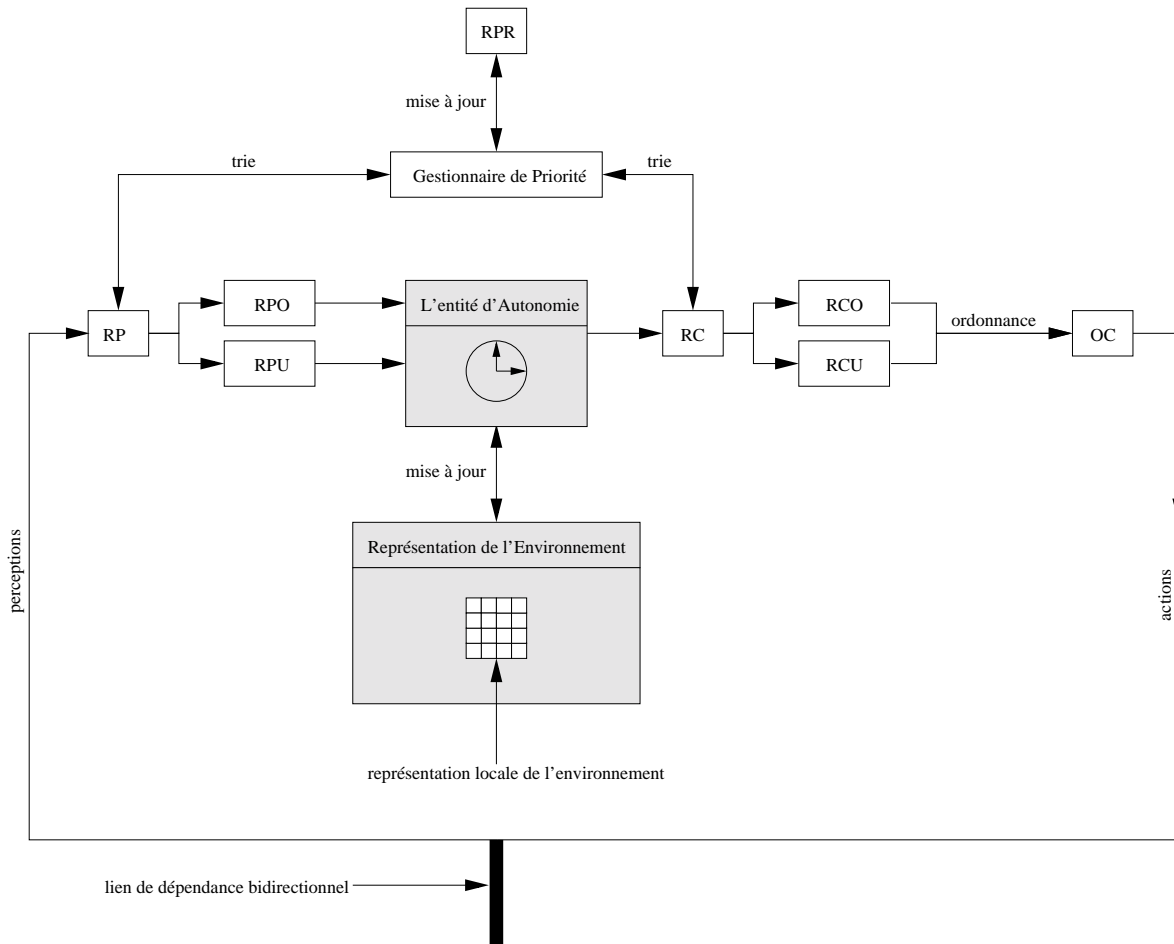 RPR
mise à jour
trie
Gestionnaire de Priorité
trie
RPO
L'entité d'Autonomie
RCO
RP
RC
ordonnance
OC
RPU
RCU
mise à jour
perceptions
Représentation de l'Environnement
actions
représentation locale de l'environnement
lien de dépendance bidirectionnel